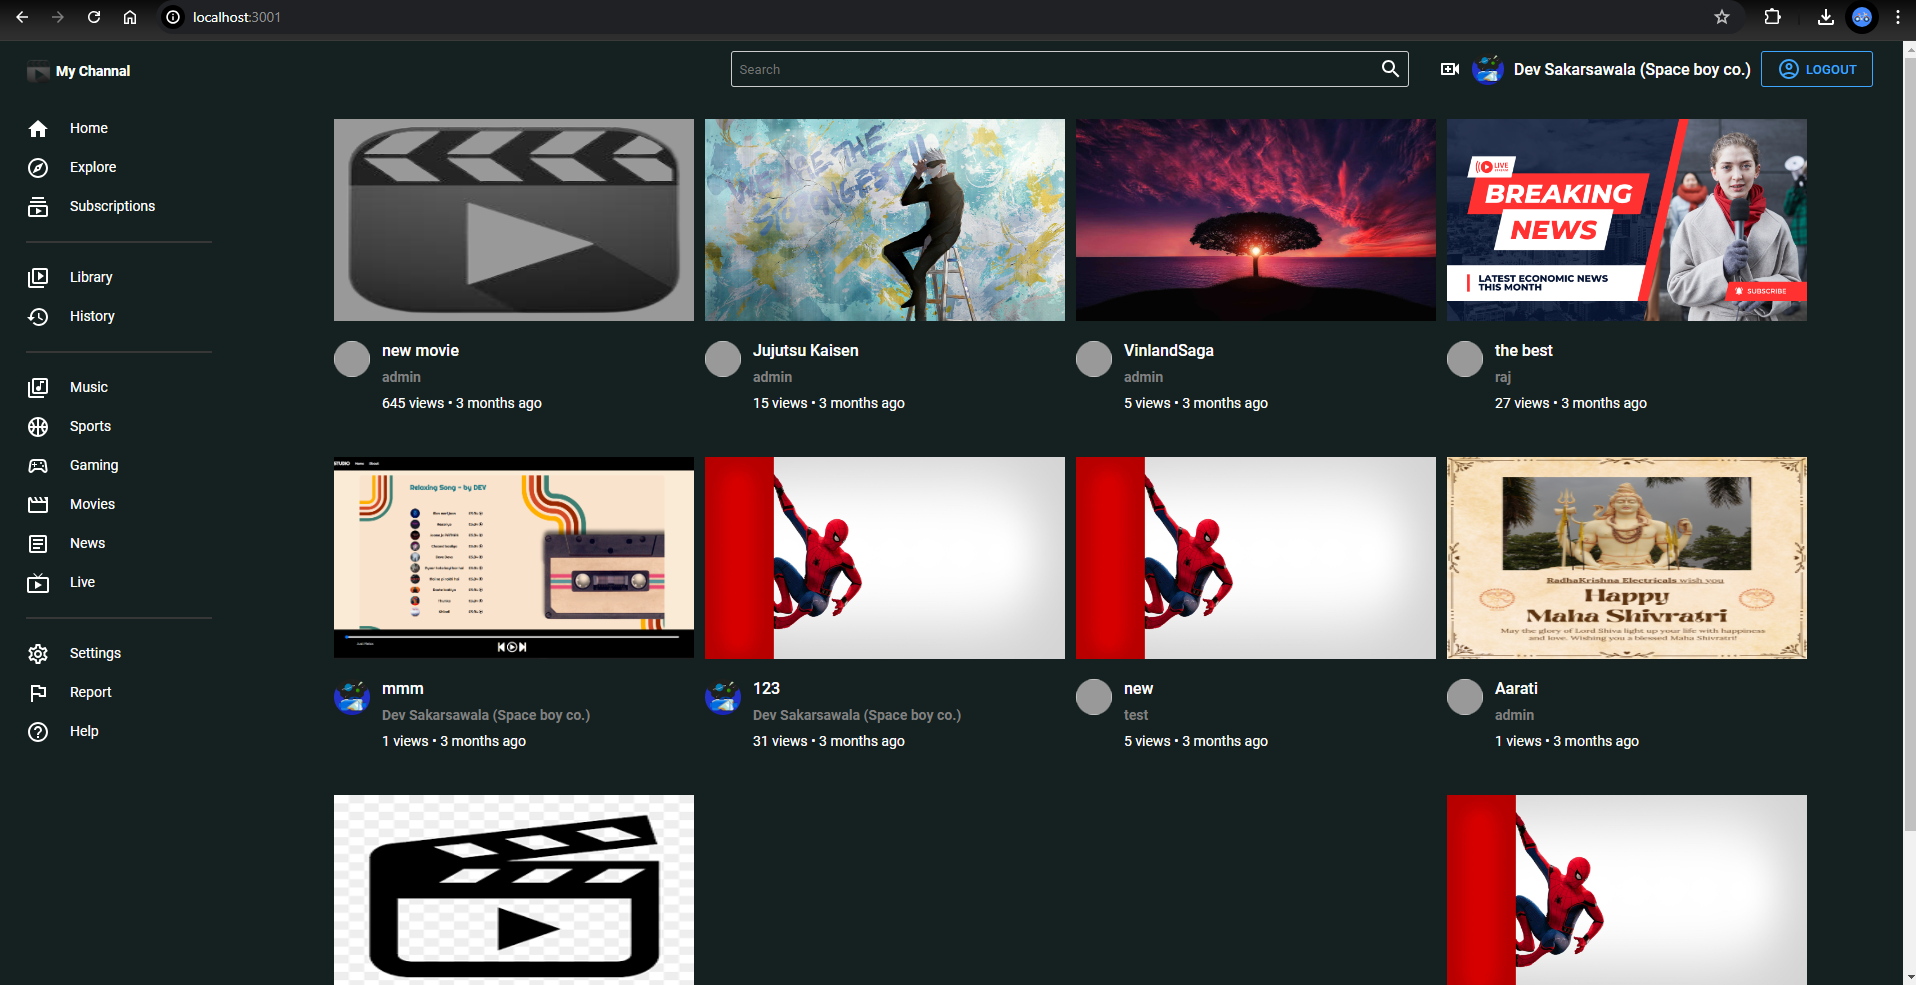 localhost:3001
My Channel
Search
Dev Sakarsawala (Space boy co.)
LOGOUT
Home
Explore
Subscriptions
Library
History
Music
Sports
Gaming
Movies
News
Live
Settings
Report
Help
LIVE
BREAKING
NEWS
LATEST ECONOMIC NEWS
THIS MONTH
SUBSCRIBE
new movie
admin
645 views • 3 months ago
Jujutsu Kaisen
admin
15 views • 3 months ago
VinlandSaga
admin
5 views • 3 months ago
the best
raj
27 views • 3 months ago
STUDIO Home About
Relaxing Song - by DEV
RadhaKrishna Electricals wish you
Happy
Maha Shivratri
May the glory of Lord Shiva light up your life with happiness
and love. Wishing you a blessed Maha Shivratri!
mmm
Dev Sakarsawala (Space boy co.)
1 views • 3 months ago
123
Dev Sakarsawala (Space boy co.)
31 views • 3 months ago
new
test
5 views • 3 months ago
Aarati
admin
1 views • 3 months ago